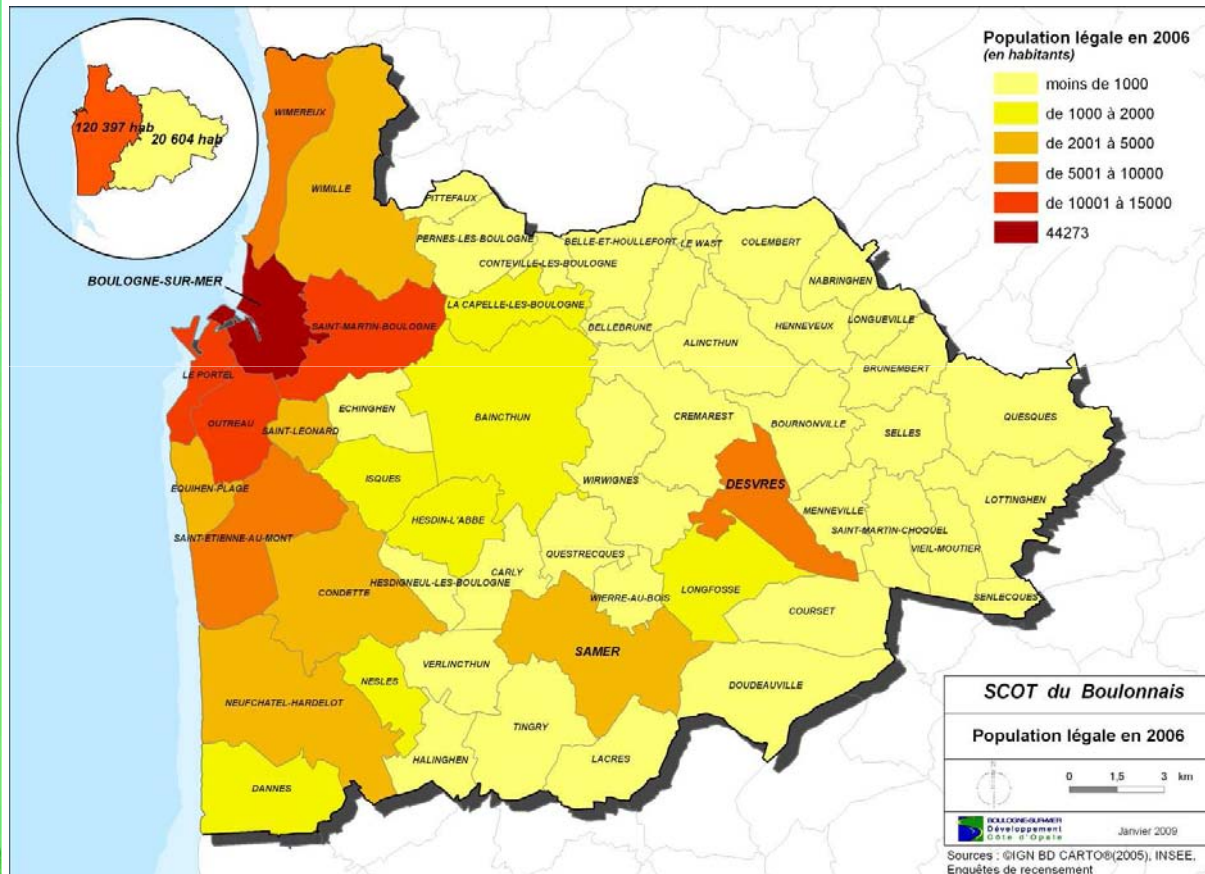 Population légale en 2006
(en habitants)
moins de 1000
de 1000 à 2000
de 2001 à 5000
de 5001 à 10000
de 10001 à 15000
44273
120 397 hab
20 604 hab
WIMEREUX
WIMILLE
PITTEFAUX
PERNES-LES-BOULOGNE
BELLE-ET-HOULLEFORT
LE WAST
COLEMBERT
CONTEVILLE-LES-BOULOGNE
NABRINGHEN
BOULOGNE-SUR-MER
LA CAPELLE-LES-BOULOGNE
SAINT-MARTIN-BOULOGNE
BELLEBRUNE
HENNEVEUX
LONGUEVILLE
ALINCTHUN
BRUNEMBERT
LE PORTEL
ECHINGHEN
BAINCTHUN
CREMAREST
QUESQUES
OUTREAU
SAINT-LEONARD
BOURNONVILLE
SELLES
ISQUES
WIRWIGNES
DESVRES
EQUIHEN-PLAGE
LOTTINGHEN
HESDIN-L'ABBE
MENNEVILLE
SAINT-ETIENNE-AU-MONT
SAINT-MARTIN-CHOQUEL
VIEIL-MOUTIER
QUESTRECQUES
CARLY
HESDIGNEUL-LES-BOULOGNE
CONDETTE
WIERRE-AU-BOIS
LONGFOSSE
SENLECQUES
COURSET
SAMER
VERLINCTHUN
NESLES
DOUDEAUVILLE
NEUFCHATEL-HARDELOT
TINGRY
HALINGHEN
LACRES
DANNES
SCOT du Boulonnais
Population légale en 2006
N
0 1,5 3 km
BOULOGNE-SUR-MER
Développement
Côte d'Opale
Janvier 2009
Sources : ©IGN BD CARTO®(2005), INSEE,
Enquêtes de recensement